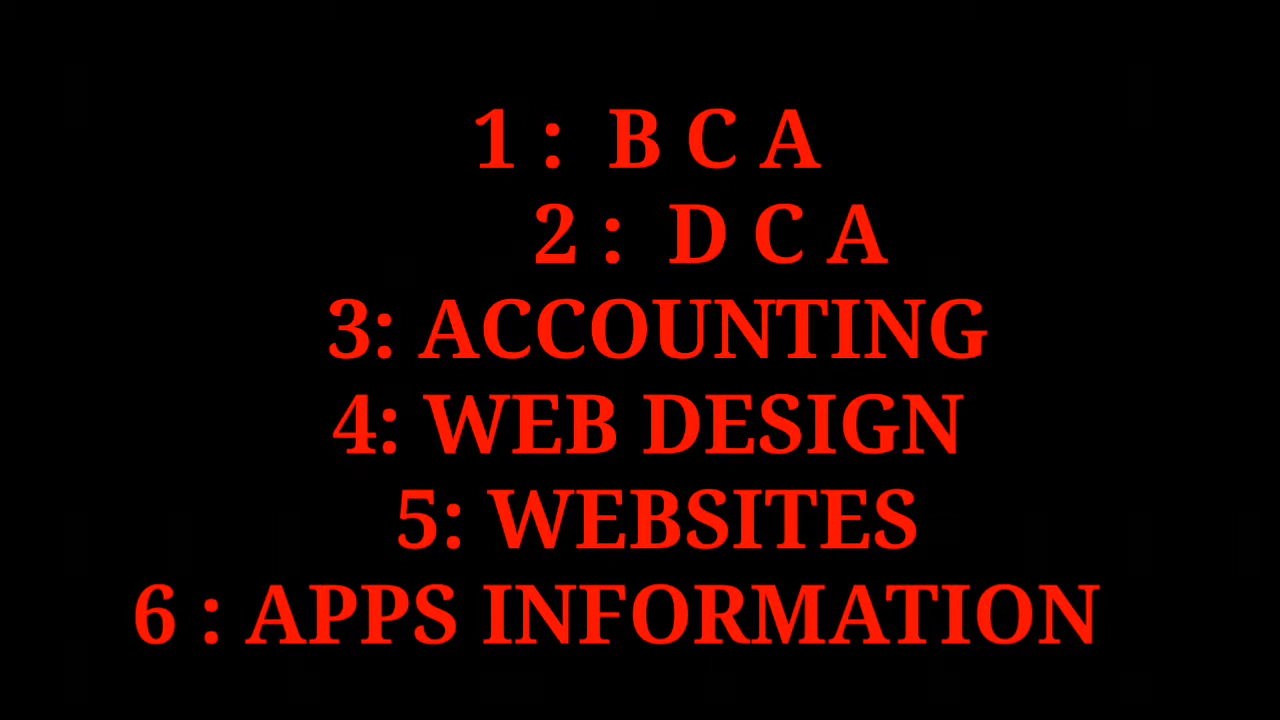 1 : B C A
2 : D C A
3: ACCOUNTING
4: WEB DESIGN
5: WEBSITES
6 : APPS INFORMATION